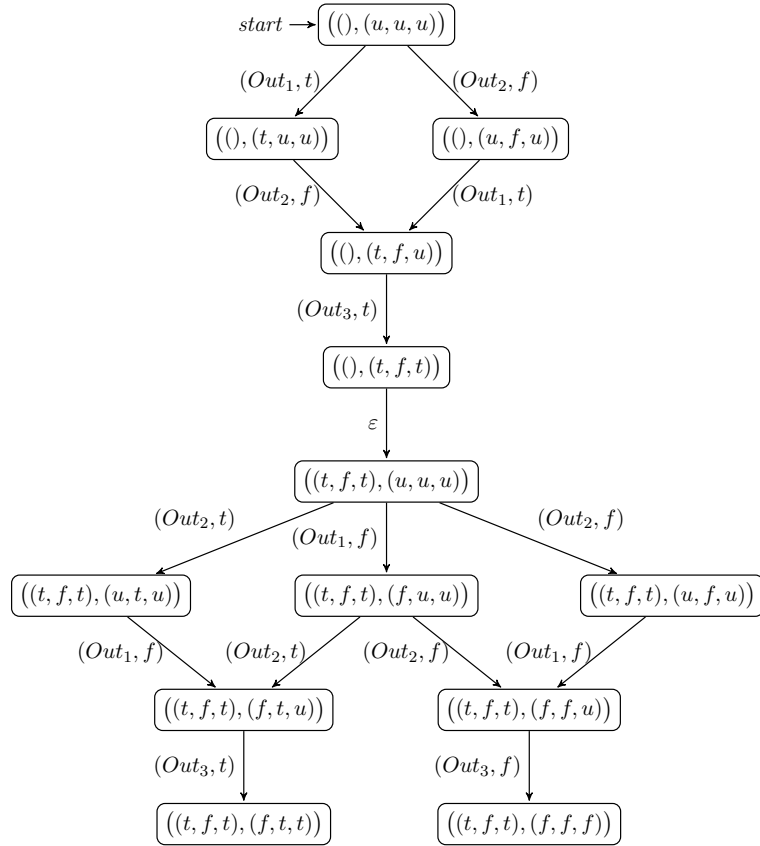 start ((), (u, u, u))
(Out₁, t) (Out₂, f)
((), (t, u, u)) ((), (u, f, u))
(Out₂, f) (Out₁, t)
((), (t, f, u))
(Out₃, t)
((), (t, f, t))
ε
((t, f, t), (u, u, u))
(Out₂, t) (Out₁, f) (Out₂, f)
((t, f, t), (u, t, u)) ((t, f, t), (f, u, u)) ((t, f, t), (u, f, u))
(Out₁, f) (Out₂, t) (Out₂, f) (Out₁, f)
((t, f, t), (f, t, u)) ((t, f, t), (f, f, u))
(Out₃, t) (Out₃, f)
((t, f, t), (f, t, t)) ((t, f, t), (f, f, f))